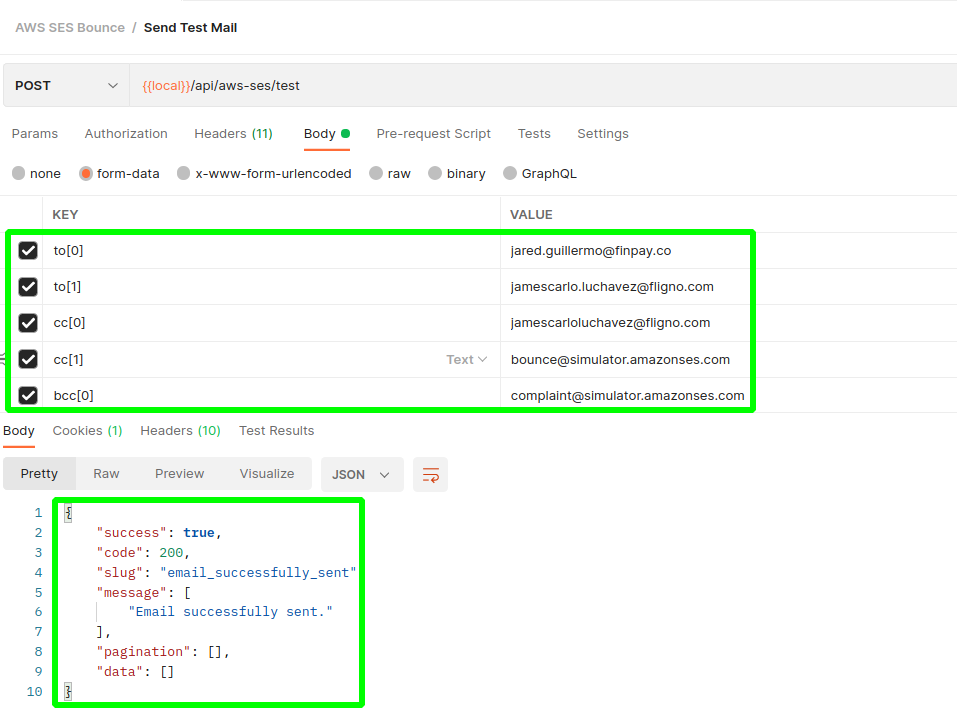 AWS SES Bounce / Send Test Mail
POST {{local}}/api/aws-ses/test
Params Authorization Headers (11) Body Pre-request Script Tests Settings
none form-data x-www-form-urlencoded raw binary GraphQL
KEY VALUE
to[0] jared.guillermo@finpay.co
to[1] jamescarlo.luchavez@fligno.com
cc[0] jamescarloluchavez@fligno.com
cc[1] Text bounce@simulator.amazonses.com
bcc[0] complaint@simulator.amazonses.com
Body Cookies (1) Headers (10) Test Results
Pretty Raw Preview Visualize JSON
1 {
2 "success": true,
3 "code": 200,
4 "slug": "email_successfully_sent"
5 "message": [
6 "Email successfully sent."
7 ],
8 "pagination": [],
9 "data": []
10 }